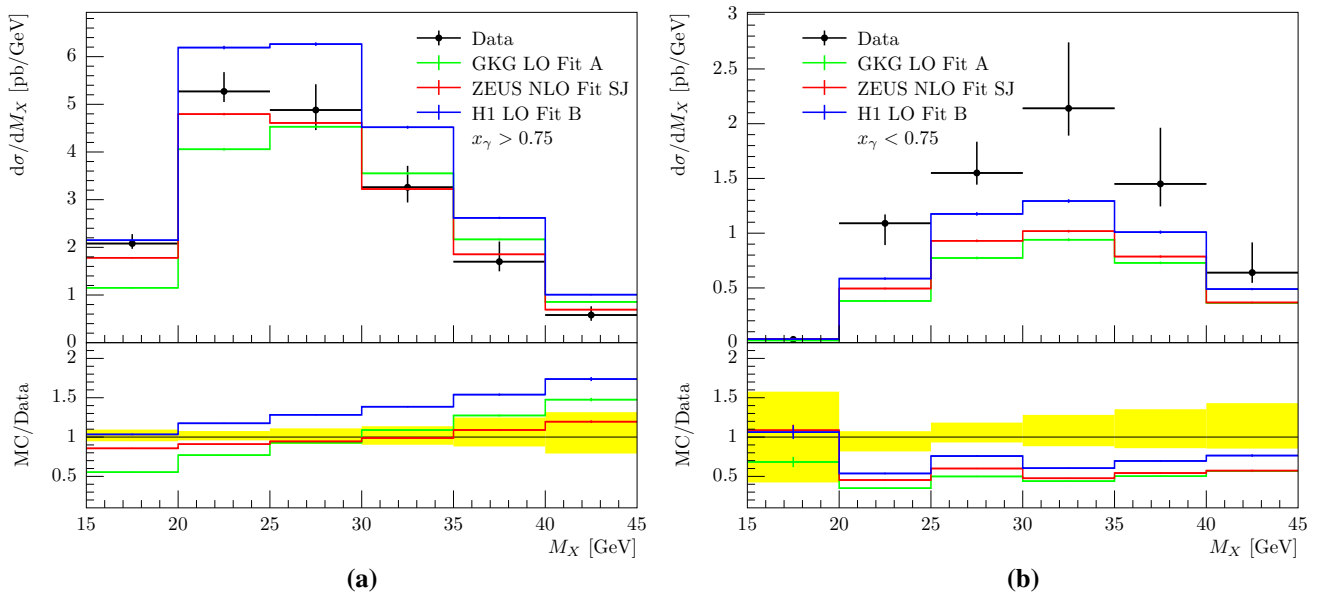 dσ/dM_X [pb/GeV]
6
5
4
3
2
1
0
Data
GKG LO Fit A
ZEUS NLO Fit SJ
H1 LO Fit B
x_γ > 0.75
MC/Data
2
1.5
1
0.5
15 20 25 30 35 40 45
M_X [GeV]
(a)
dσ/dM_X [pb/GeV]
3
2.5
2
1.5
1
0.5
0
Data
GKG LO Fit A
ZEUS NLO Fit SJ
H1 LO Fit B
x_γ < 0.75
MC/Data
2
1.5
1
0.5
15 20 25 30 35 40 45
M_X [GeV]
(b)